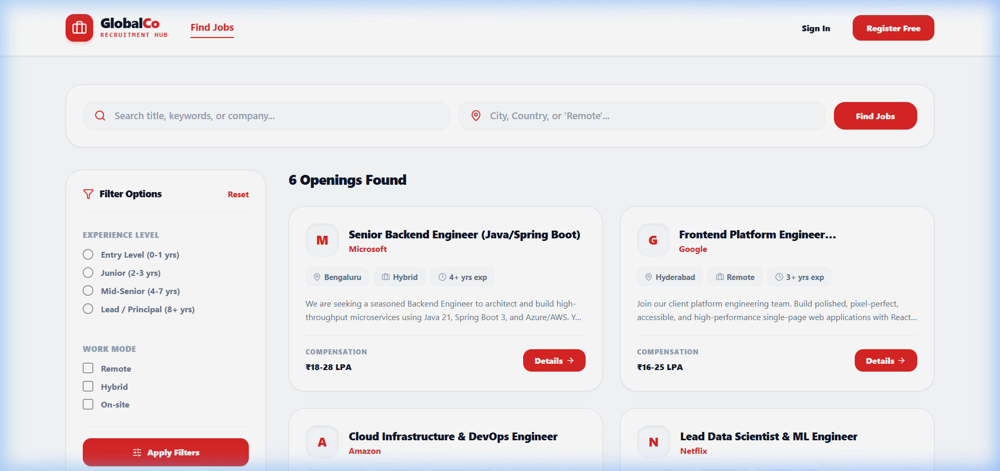 GlobalCo
RECRUITMENT HUB
Find Jobs
Sign In
Register Free
Search title, keywords, or company...
City, Country, or 'Remote'...
Find Jobs
Filter Options
Reset
EXPERIENCE LEVEL
Entry Level (0-1 yrs)
Junior (2-3 yrs)
Mid-Senior (4-7 yrs)
Lead / Principal (8+ yrs)
WORK MODE
Remote
Hybrid
On-site
Apply Filters
6 Openings Found
M
Senior Backend Engineer (Java/Spring Boot)
Microsoft
Bengaluru
Hybrid
4+ yrs exp
We are seeking a seasoned Backend Engineer to architect and build high-
throughput microservices using Java 21, Spring Boot 3, and Azure/AWS. Y...
COMPENSATION
₹18-28 LPA
Details →
G
Frontend Platform Engineer...
Google
Hyderabad
Remote
3+ yrs exp
Join our client platform engineering team. Build polished, pixel-perfect,
accessible, and high-performance single-page web applications with React...
COMPENSATION
₹16-25 LPA
Details →
A
Cloud Infrastructure & DevOps Engineer
Amazon
N
Lead Data Scientist & ML Engineer
Netflix